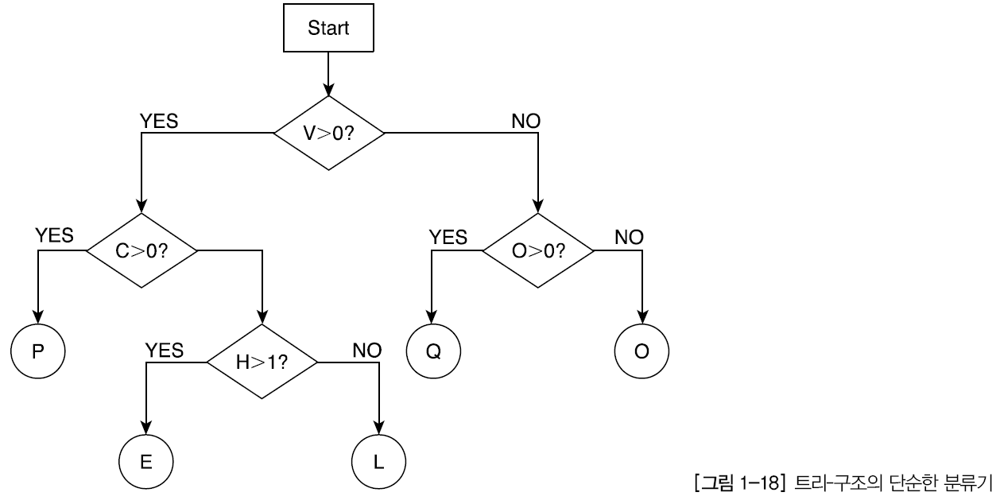 Start
YES
V>0?
NO
YES
C>0?
YES
O>0?
NO
P
YES
H>1?
NO
Q
O
E
L
[그림 1-18] 트리-구조의 단순한 분류기